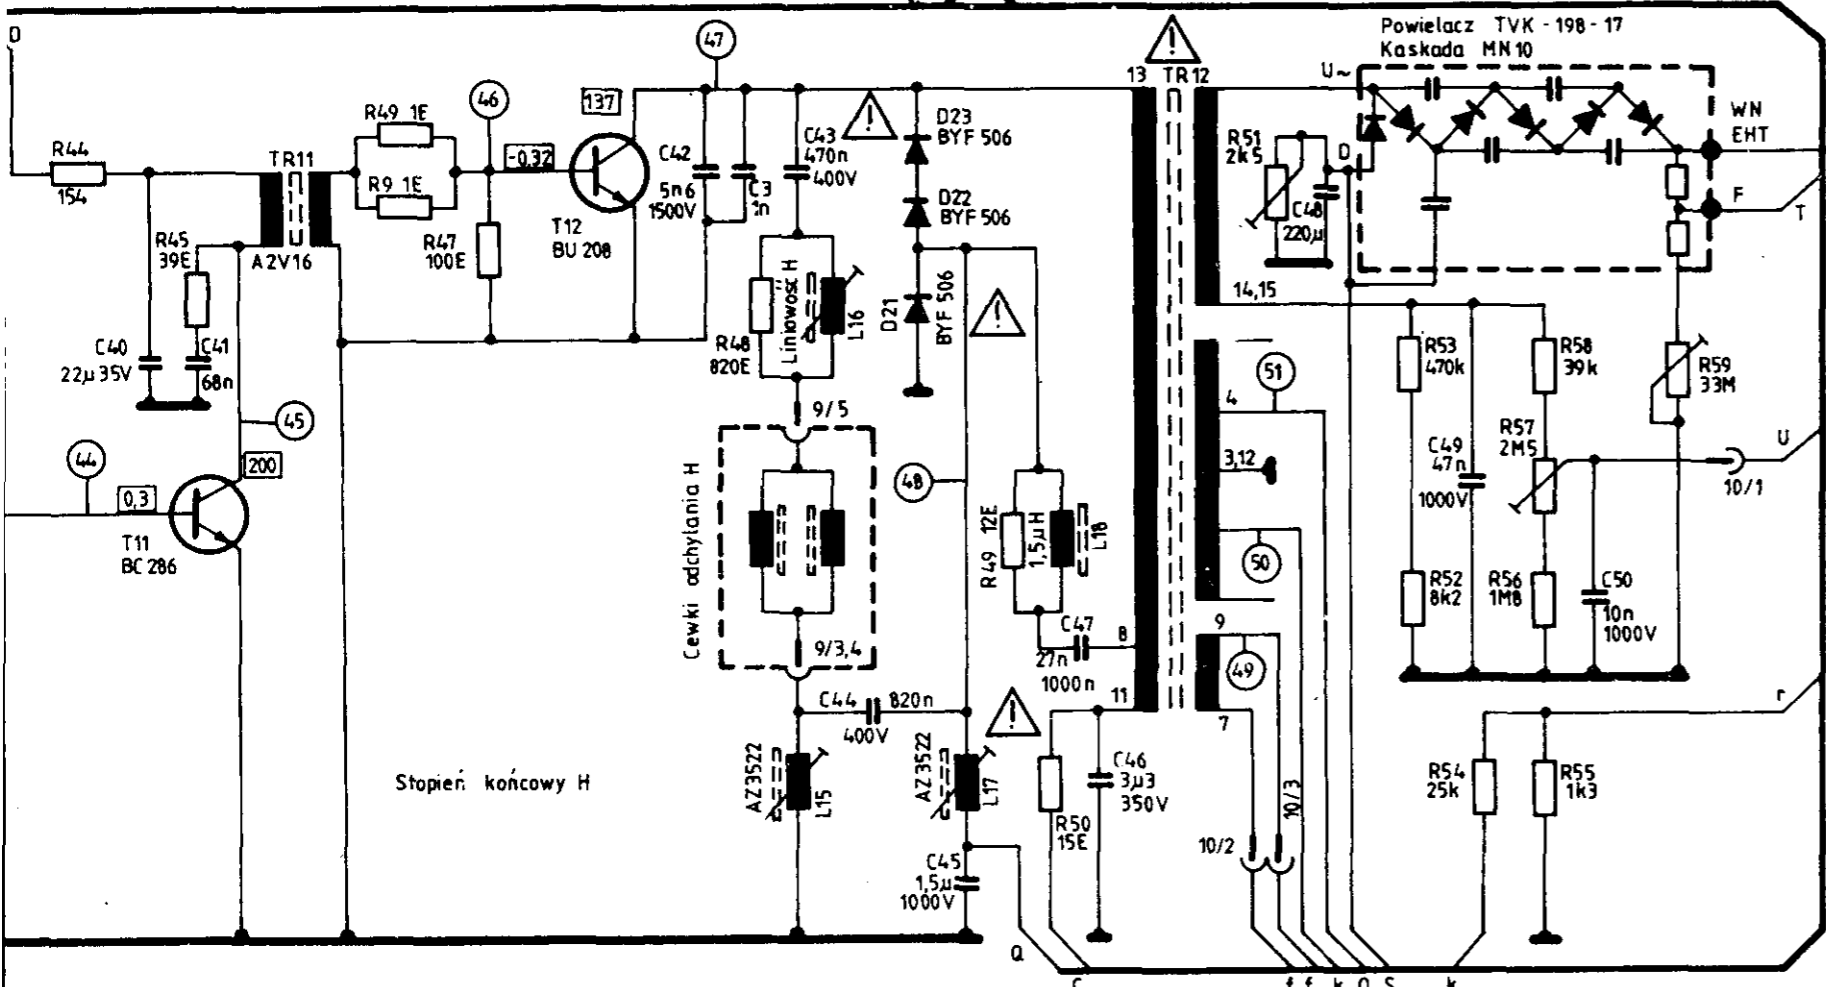 Powielacz TVK - 198 - 17
Kaskada MN 10
D
47
13 TR 12
U~
46
137
R49 1E
D23
BYF 506
R51
2k5
D
WN
EHT
R44
154
TR11
-0,32
C42
5n6
1500V
C3
1n
C43
470n
400V
R9 1E
D22
BYF 506
C48
220µ
F
T
R45
39E
A2V16
R47
100E
T12
BU 208
Liniowość H
L16
D21
BYF 506
14,15
C40
22µ 35V
C41
68n
R48
820E
R53
470k
R58
39k
R59
33M
51
4
9/5
45
44
200
0,3
Cewki odchylania H
48
3,12
C49
47n
1000V
R57
2M5
U
10/1
T11
BC 286
R49 12E
1,5µH
L18
50
R52
8k2
R56
1M8
C50
10n
1000V
9/3,4
C47
27n
1000n
8
9
49
11
7
C44 820n
400V
r
Stopień końcowy H
AZ3522
L15
AZ3522
L17
C46
3µ3
350V
R50
15E
10/3
10/2
R54
25k
R55
1k3
C45
1,5µ
1000V
Q
C f f k O S k